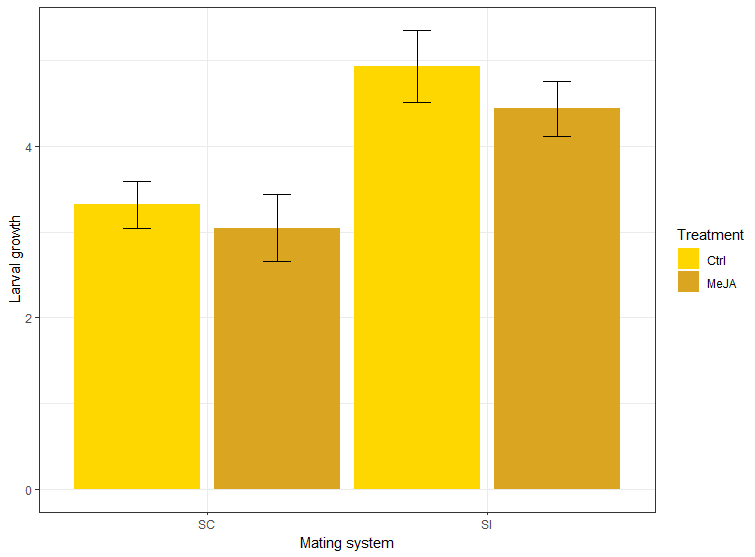 Larval growth
4
2
0
SC SI
Mating system
Treatment
Ctrl
MeJA